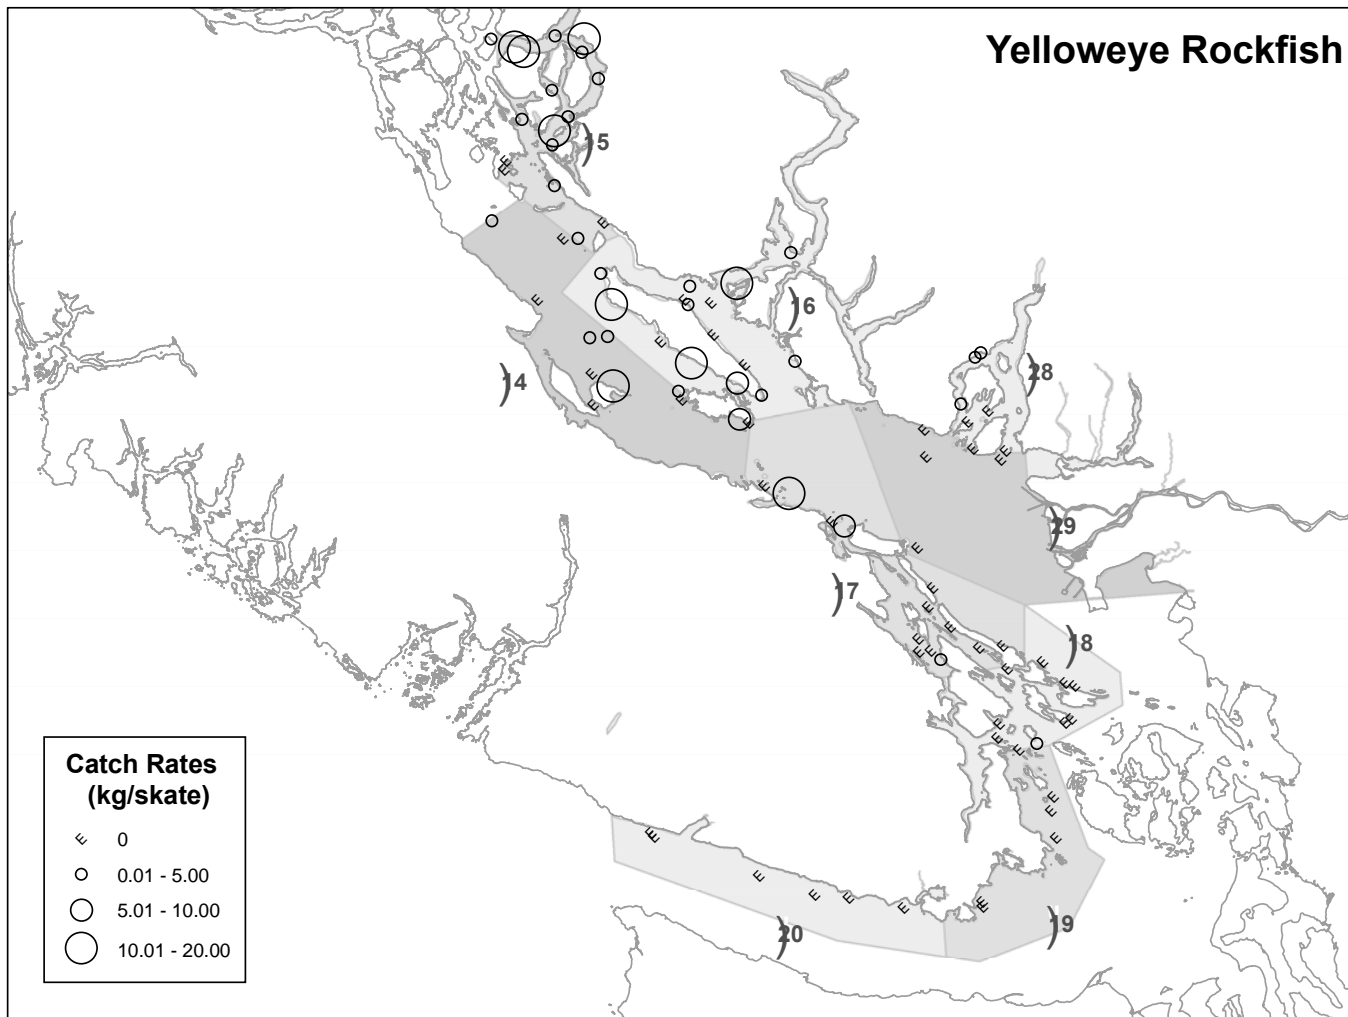 Yelloweye Rockfish
15
16
14
28
29
17
18
19
20
Catch Rates
(kg/skate)
E 0
0.01 - 5.00
5.01 - 10.00
10.01 - 20.00